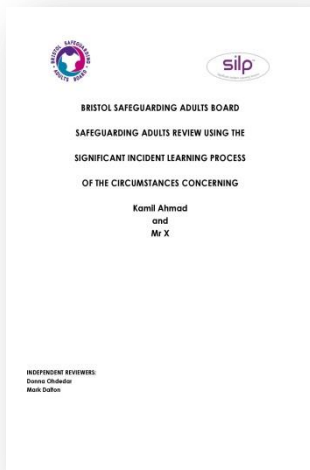 BRISTOL SAFEGUARDING ADULTS BOARD
silp
BRISTOL SAFEGUARDING ADULTS BOARD
SAFEGUARDING ADULTS REVIEW USING THE
SIGNIFICANT INCIDENT LEARNING PROCESS
OF THE CIRCUMSTANCES CONCERNING
Kamil Ahmad
and
Mr X
INDEPENDENT REVIEWERS:
Donna Ohdedar
Mark Dalton